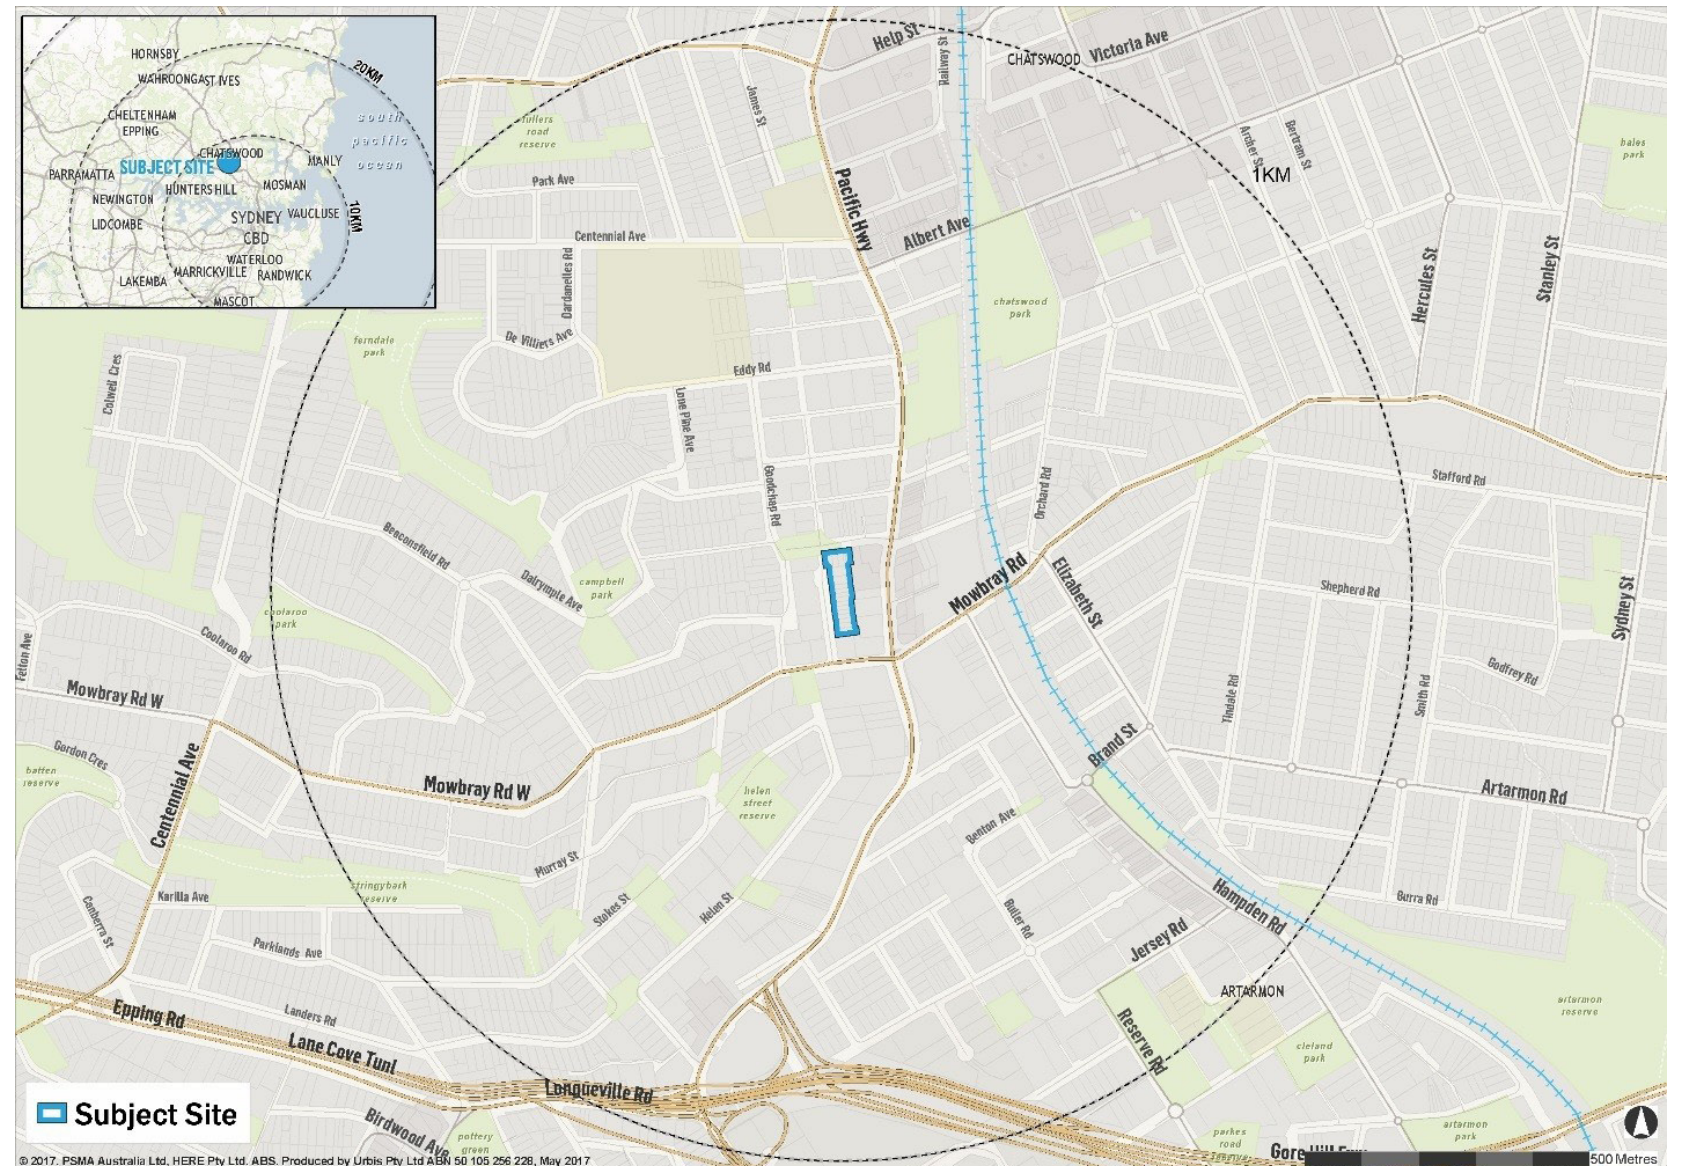 HORNSBY
WAHROONGA
ST IVES
20KM
CHELTENHAM
EPPING
south
pacific
ocean
CHATSWOOD
SUBJECT SITE
MANLY
PARRAMATTA
HUNTERS HILL
MOSMAN
NEWINGTON
10KM
SYDNEY
VAUCLUSE
LIDCOMBE
CBD
WATERLOO
MARRICKVILLE
RANDWICK
LAKEMBA
MASCOT
Help St
Railway St
CHATSWOOD
Victoria Ave
James St
fullers
road
reserve
Archer St
Bertram St
bales
park
1KM
Park Ave
Pacific Hwy
Albert Ave
Centennial Ave
Dardanelles Rd
Hercules St
Stanley St
chatswood
park
De Villiers Ave
ferndale
park
Colwell Cres
Eddy Rd
Lone Pine Ave
Goodchap Rd
Orchard Rd
Stafford Rd
Beaconsfield Rd
Dalrymple Ave
campbell
park
Mowbray Rd
Elizabeth St
Shepherd Rd
Sydney St
coolaroo
park
Coolaroo Rd
Felton Ave
Godfrey Rd
Mowbray Rd W
Tindale Rd
Smith Rd
Gordon Cres
batten
reserve
Centennial Ave
Mowbray Rd W
helen
street
reserve
Brand St
Artarmon Rd
Benton Ave
Murray St
stringybark
reserve
Karilla Ave
Canberra St
Stokes St
Helen St
Butler Rd
Hampden Rd
Burra Rd
Parklands Ave
Jersey Rd
ARTARMON
artarmon
reserve
Landers Rd
Epping Rd
Lane Cove Tunl
Reserve Rd
cleland
park
Longueville Rd
Subject Site
Birdwood Ave
pottery
green
parkes
road
reserve
artarmon
park
Gore Hill Fwy
500 Metres
© 2017. PSMA Australia Ltd, HERE Pty Ltd. ABS. Produced by Urbis Pty Ltd ABN 50 105 256 228, May 2017